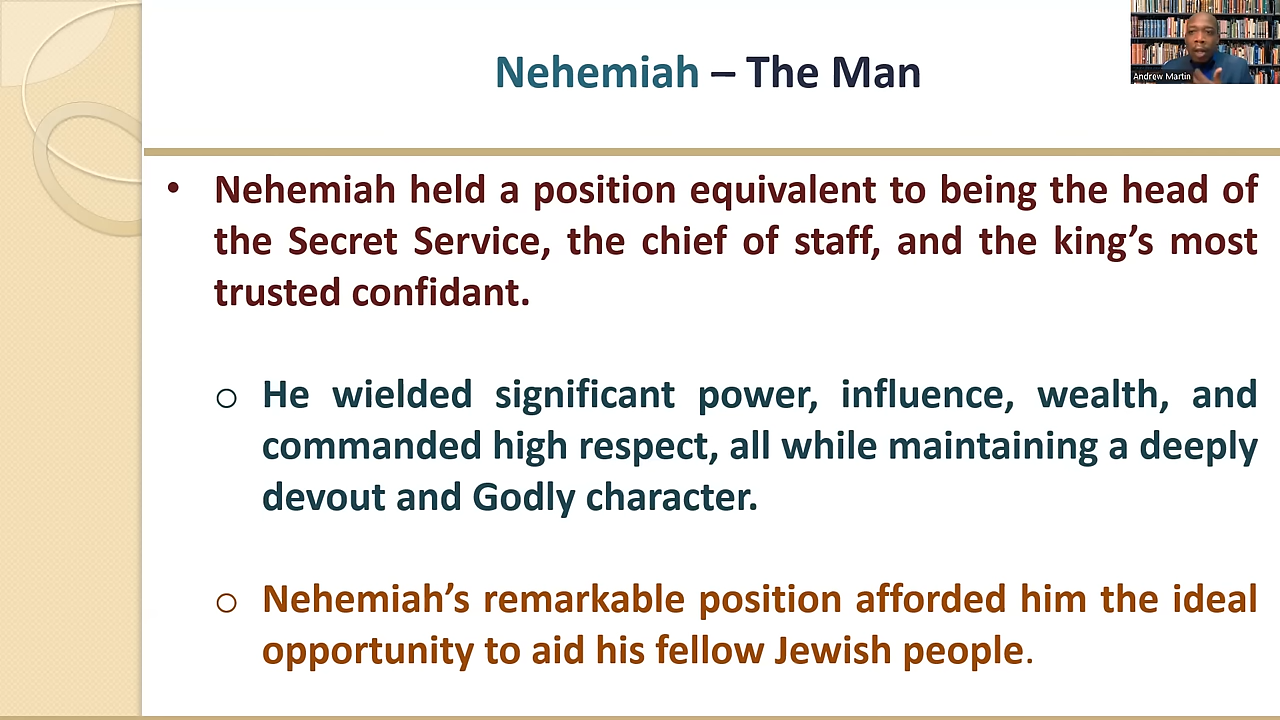 Nehemiah – The Man
Andrew Martin
• Nehemiah held a position equivalent to being the head of
the Secret Service, the chief of staff, and the king’s most
trusted confidant.
o He wielded significant power, influence, wealth, and
commanded high respect, all while maintaining a deeply
devout and Godly character.
o Nehemiah’s remarkable position afforded him the ideal
opportunity to aid his fellow Jewish people.